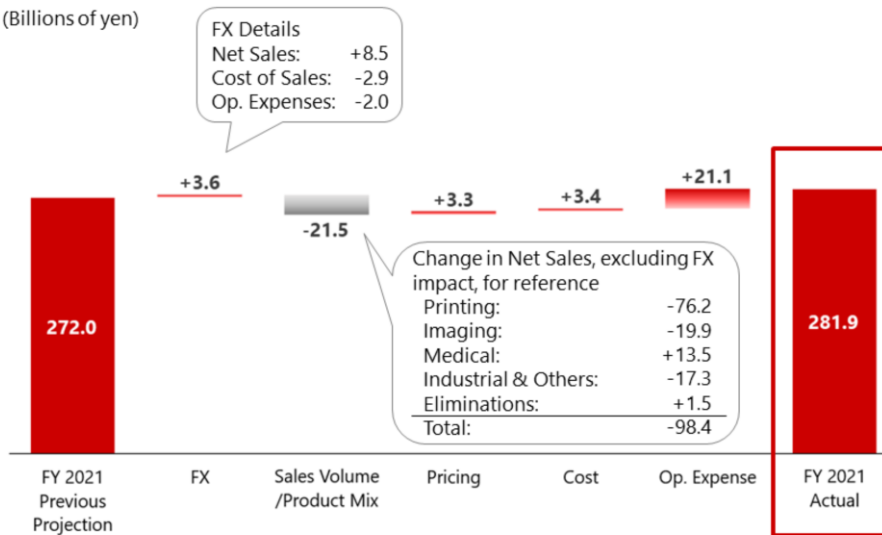 (Billions of yen)
FX Details
Net Sales: +8.5
Cost of Sales: -2.9
Op. Expenses: -2.0
+3.6
-21.5
+3.3
+3.4
+21.1
Change in Net Sales, excluding FX
impact, for reference
Printing: -76.2
Imaging: -19.9
Medical: +13.5
Industrial & Others: -17.3
Eliminations: +1.5
Total: -98.4
272.0
281.9
FY 2021
Previous
Projection
FX
Sales Volume
/Product Mix
Pricing
Cost
Op. Expense
FY 2021
Actual